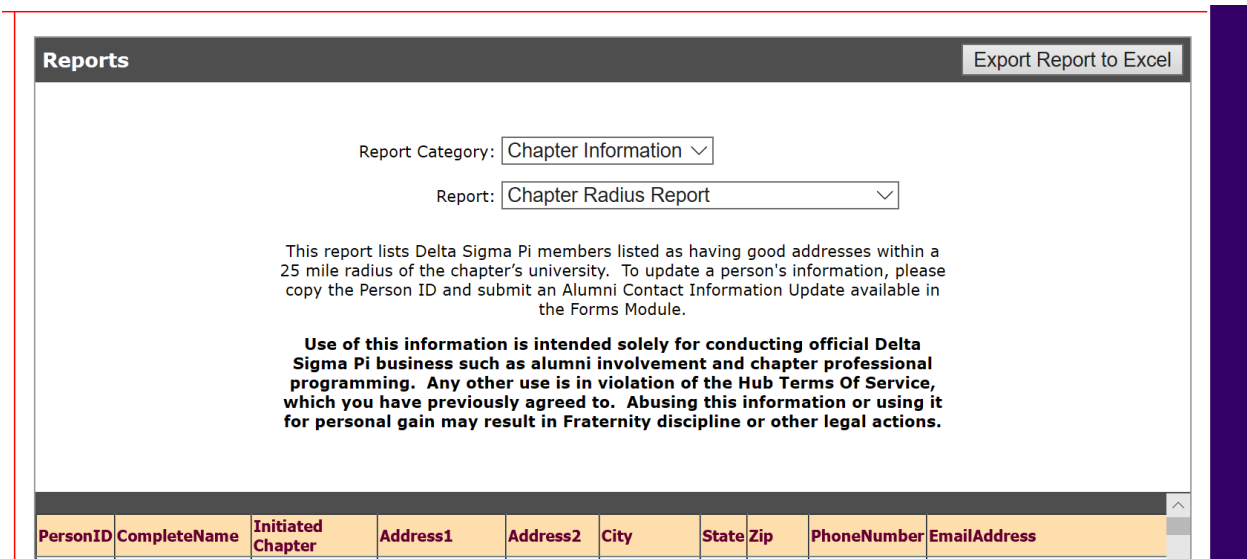 Reports
Export Report to Excel
Report Category: Chapter Information
Report: Chapter Radius Report
This report lists Delta Sigma Pi members listed as having good addresses within a
25 mile radius of the chapter’s university.  To update a person's information, please
copy the Person ID and submit an Alumni Contact Information Update available in
the Forms Module.
Use of this information is intended solely for conducting official Delta
Sigma Pi business such as alumni involvement and chapter professional
programming.  Any other use is in violation of the Hub Terms Of Service,
which you have previously agreed to.  Abusing this information or using it
for personal gain may result in Fraternity discipline or other legal actions.
PersonID CompleteName Initiated Chapter Address1 Address2 City State Zip PhoneNumber EmailAddress